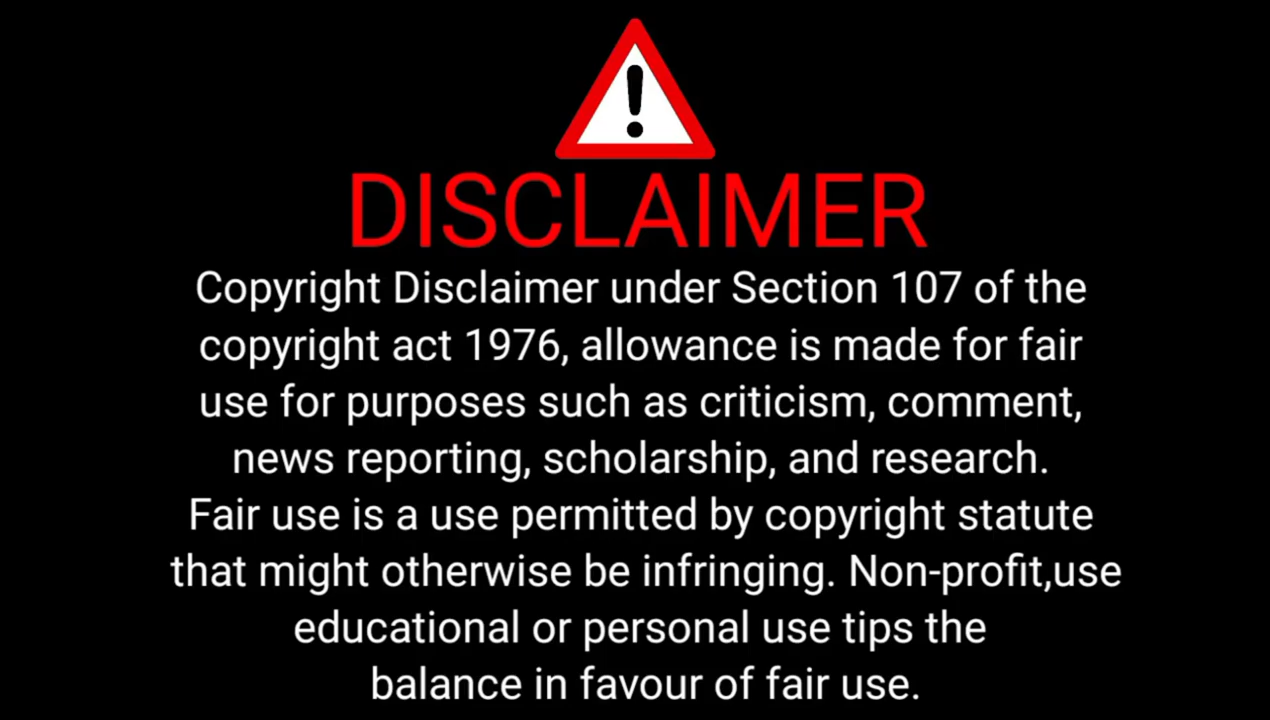 DISCLAIMER
Copyright Disclaimer under Section 107 of the
copyright act 1976, allowance is made for fair
use for purposes such as criticism, comment,
news reporting, scholarship, and research.
Fair use is a use permitted by copyright statute
that might otherwise be infringing. Non-profit,use
educational or personal use tips the
balance in favour of fair use.